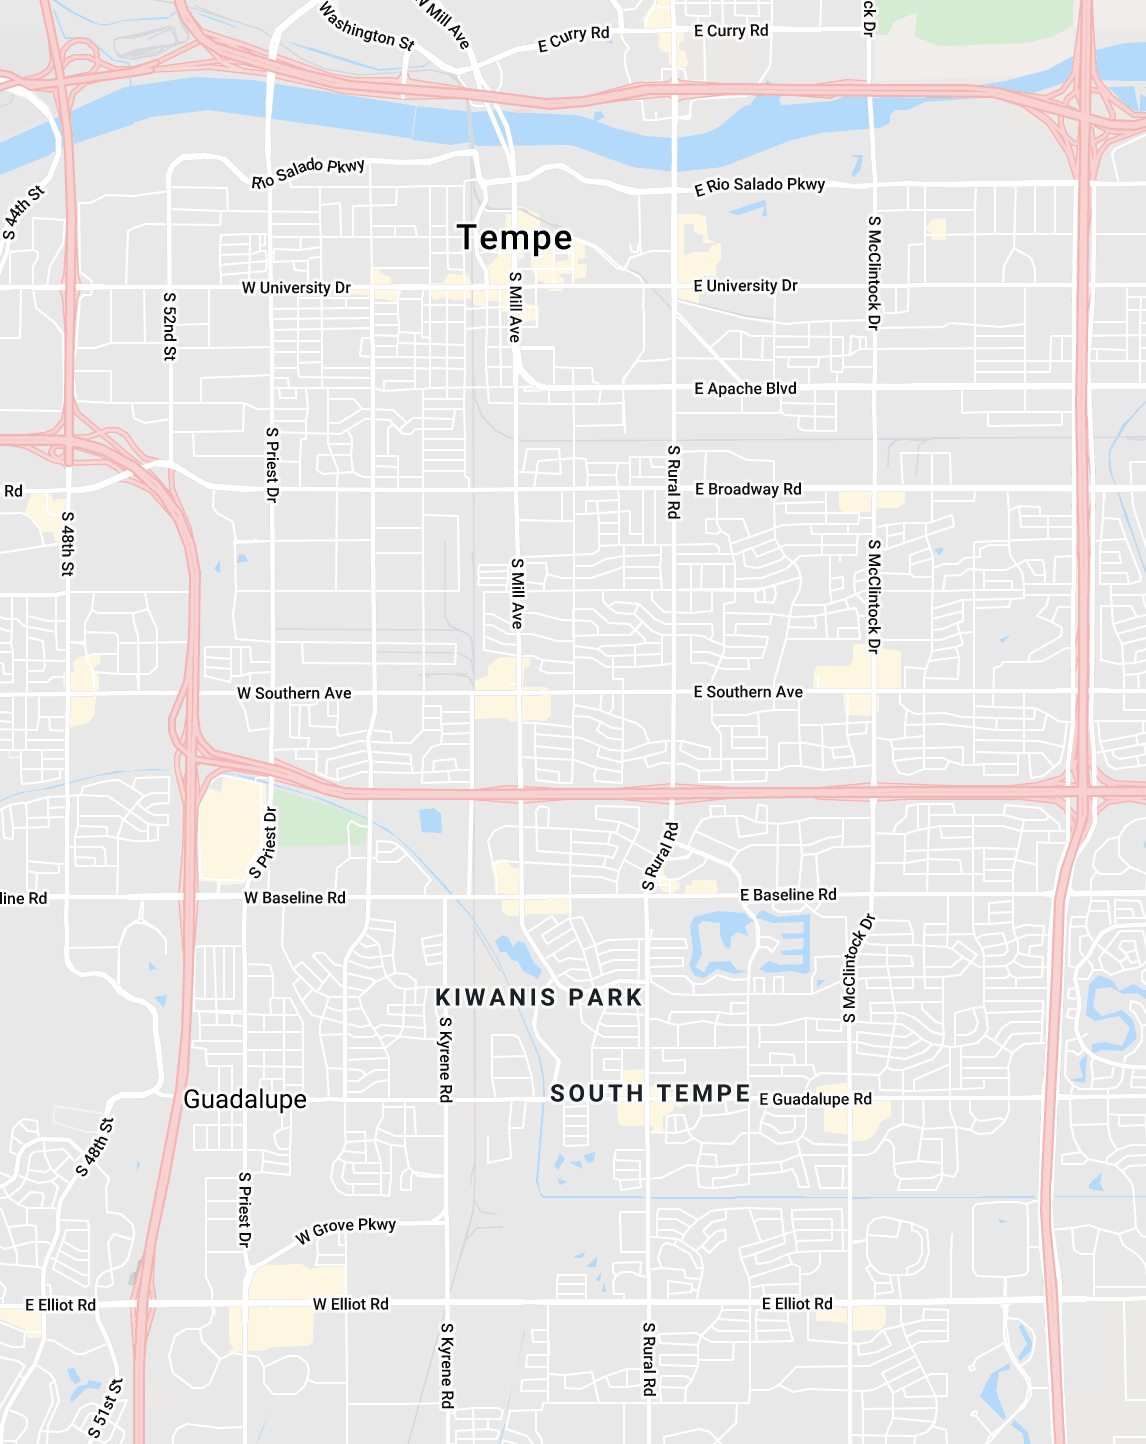 Washington St
W Mill Ave
E Curry Rd
E Curry Rd
ck Dr
Rio Salado Pkwy
E Rio Salado Pkwy
S 44th St
Tempe
S McClintock Dr
W University Dr
S Mill Ave
E University Dr
S 52nd St
E Apache Blvd
S Priest Dr
S Rural Rd
Rd
E Broadway Rd
S 48th St
S Mill Ave
S McClintock Dr
W Southern Ave
E Southern Ave
S Priest Dr
S Rural Rd
line Rd
W Baseline Rd
E Baseline Rd
S McClintock Dr
KIWANIS PARK
S Kyrene Rd
SOUTH TEMPE
Guadalupe
E Guadalupe Rd
S 48th St
S Priest Dr
W Grove Pkwy
E Elliot Rd
W Elliot Rd
E Elliot Rd
S Kyrene Rd
S Rural Rd
S 51st St